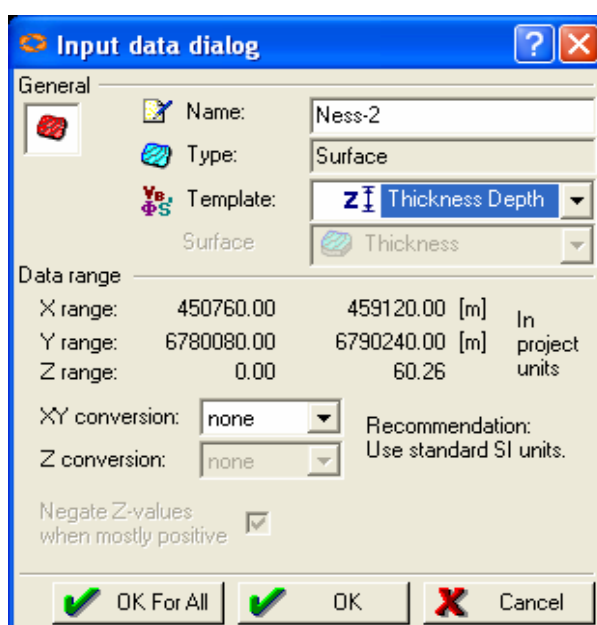 Input data dialog
?
General
Name: Ness-2
Type: Surface
Template: Z Thickness Depth
Surface Thickness
Data range
X range: 450760.00 459120.00 [m]
Y range: 6780080.00 6790240.00 [m]
Z range: 0.00 60.26
In
project
units
XY conversion: none
Z conversion: none
Recommendation:
Use standard SI units.
Negate Z-values
when mostly positive
OK For All
OK
Cancel